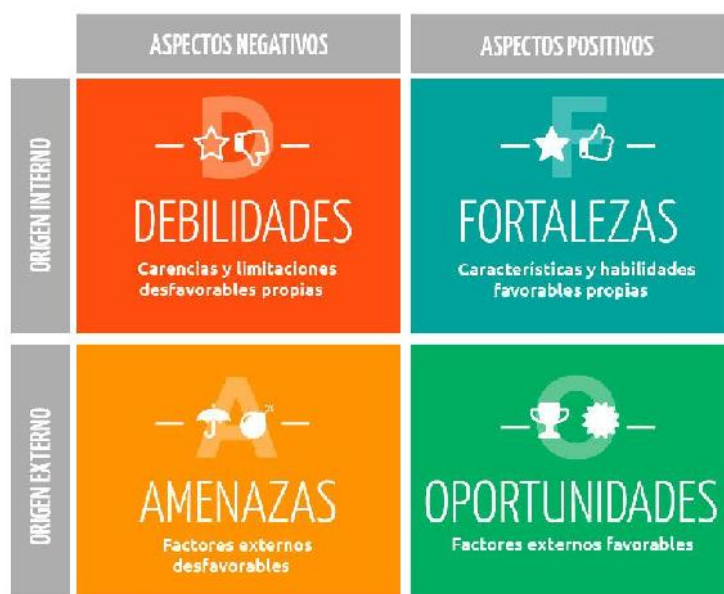 ASPECTOS NEGATIVOS
ASPECTOS POSITIVOS
ORIGEN INTERNO
D
DEBILIDADES
Carencias y limitaciones
desfavorables propias
F
FORTALEZAS
Características y habilidades
favorables propias
ORIGEN EXTERNO
A
AMENAZAS
Factores externos
desfavorables
O
OPORTUNIDADES
Factores externos favorables